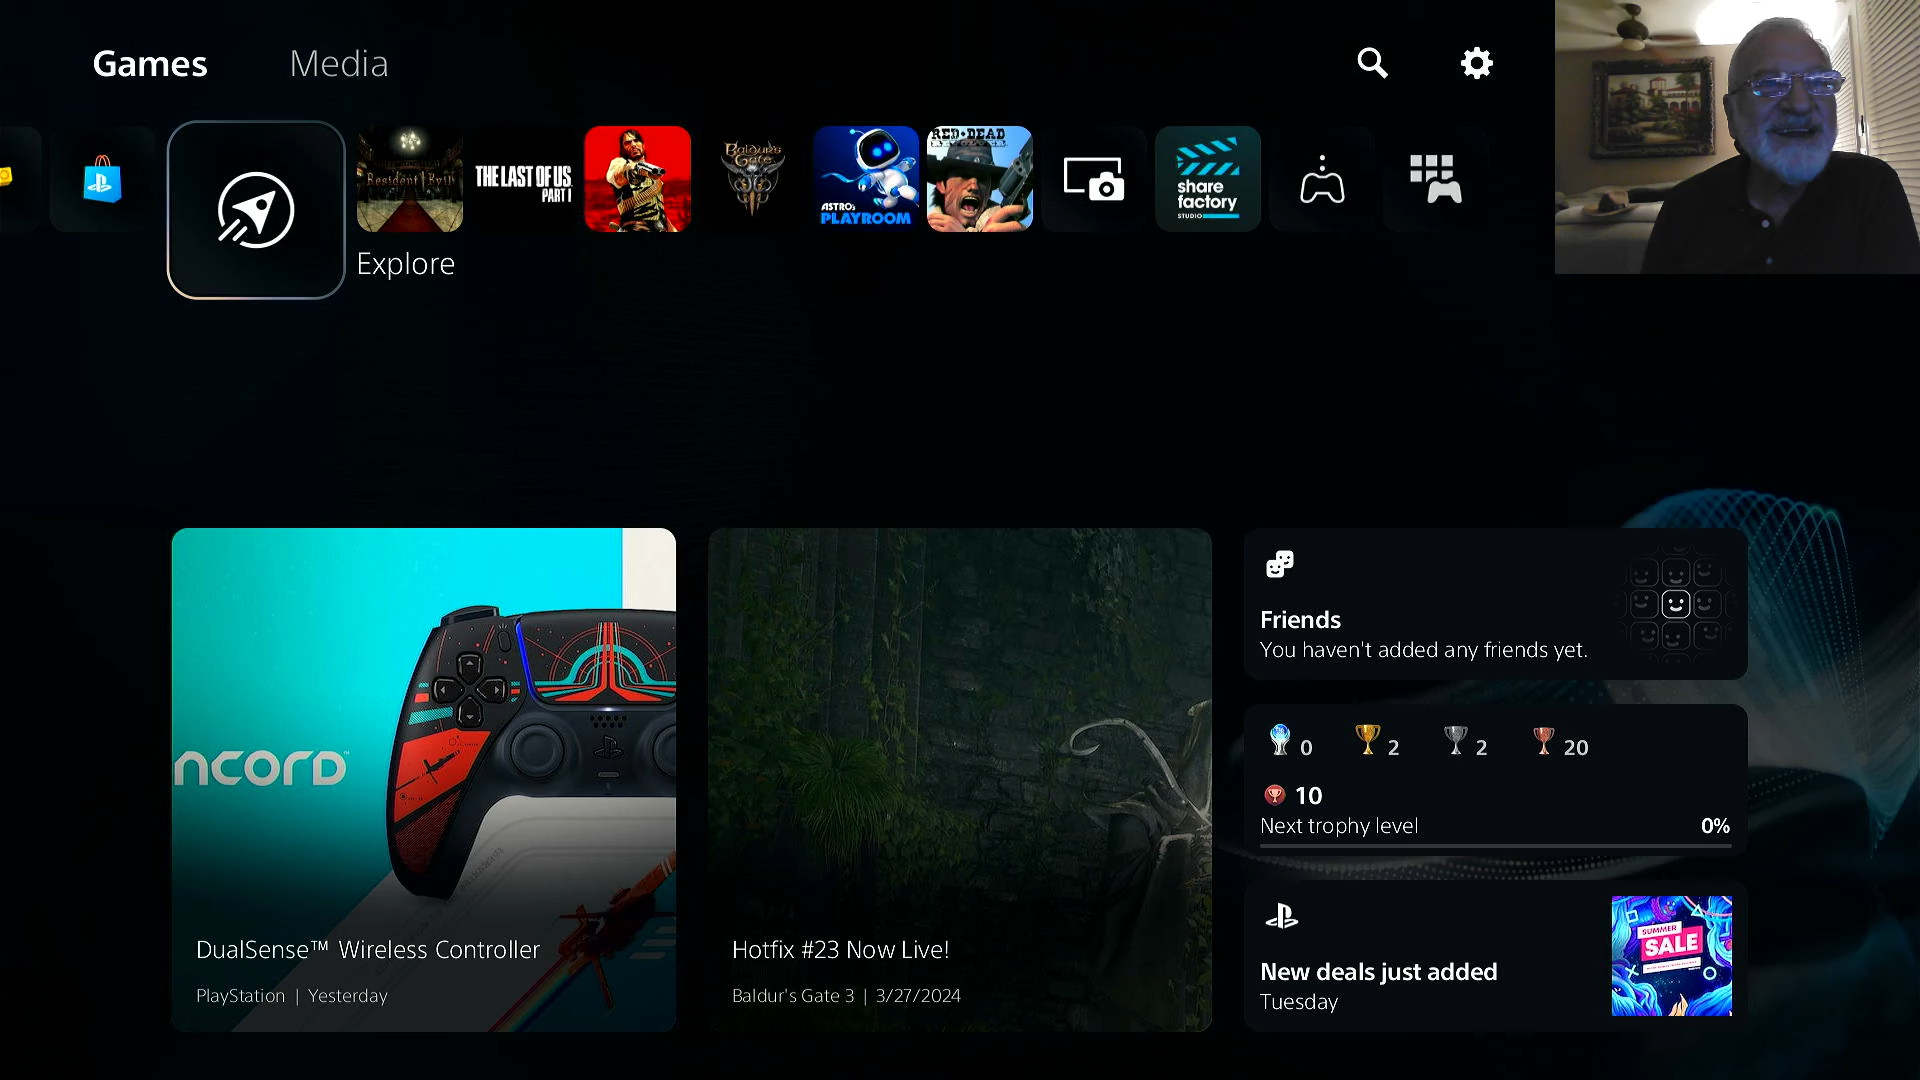 Games
Media
Resident Evil
THE LAST OF US
PART I
Baldur's
Gate
ASTRO's
PLAYROOM
RED·DEAD
REVOLVER
share
factory
STUDIO
Explore
NCORD™
DualSense™ Wireless Controller
PlayStation | Yesterday
Hotfix #23 Now Live!
Baldur's Gate 3 | 3/27/2024
Friends
You haven't added any friends yet.
0
2
2
20
10
Next trophy level
0%
New deals just added
Tuesday
SUMMER
SALE